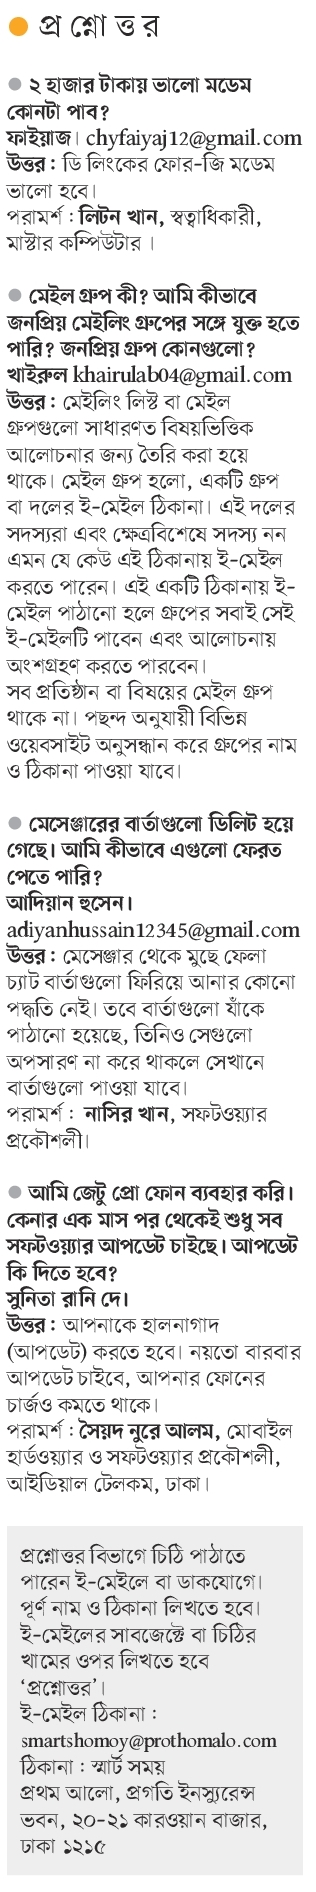 প্রশ্নোত্তর
২ হাজার টাকায় ভালো মডেম
কোনটা পাব?
ফাইয়াজ। chyfaiyaj12@gmail.com
উত্তর : ডি লিংকের ফোর-জি মডেম
ভালো হবে।
পরামর্শ : লিটন খান, স্বত্বাধিকারী,
মাস্টার কম্পিউটার ।
মেইল গ্রুপ কী? আমি কীভাবে
জনপ্রিয় মেইলিং গ্রুপের সঙ্গে যুক্ত হতে
পারি? জনপ্রিয় গ্রুপ কোনগুলো?
খাইরুল khairulab04@gmail.com
উত্তর : মেইলিং লিস্ট বা মেইল
গ্রুপগুলো সাধারণত বিষয়ভিত্তিক
আলোচনার জন্য তৈরি করা হয়ে
থাকে। মেইল গ্রুপ হলো, একটি গ্রুপ
বা দলের ই-মেইল ঠিকানা। এই দলের
সদস্যরা এবং ক্ষেত্রবিশেষে সদস্য নন
এমন যে কেউ এই ঠিকানায় ই-মেইল
করতে পারেন। এই একটি ঠিকানায় ই-
মেইল পাঠানো হলে গ্রুপের সবাই সেই
ই-মেইলটি পাবেন এবং আলোচনায়
অংশগ্রহণ করতে পারবেন।
সব প্রতিষ্ঠান বা বিষয়ের মেইল গ্রুপ
থাকে না। পছন্দ অনুযায়ী বিভিন্ন
ওয়েবসাইট অনুসন্ধান করে গ্রুপের নাম
ও ঠিকানা পাওয়া যাবে।
মেসেঞ্জারের বার্তাগুলো ডিলিট হয়ে
গেছে। আমি কীভাবে এগুলো ফেরত
পেতে পারি?
আদিয়ান হুসেন।
adiyanhussain12345@gmail.com
উত্তর : মেসেঞ্জার থেকে মুছে ফেলা
চ্যাট বার্তাগুলো ফিরিয়ে আনার কোনো
পদ্ধতি নেই। তবে বার্তাগুলো যাঁকে
পাঠানো হয়েছে, তিনিও সেগুলো
অপসারণ না করে থাকলে সেখানে
বার্তাগুলো পাওয়া যাবে।
পরামর্শ : নাসির খান, সফটওয়্যার
প্রকৌশলী।
আমি জেটু প্রো ফোন ব্যবহার করি।
কেনার এক মাস পর থেকেই শুধু সব
সফটওয়্যার আপডেট চাইছে। আপডেট
কি দিতে হবে?
সুনিতা রানি দে।
উত্তর : আপনাকে হালনাগাদ
(আপডেট) করতে হবে। নয়তো বারবার
আপডেট চাইবে, আপনার ফোনের
চার্জও কমতে থাকে।
পরামর্শ : সৈয়দ নুরে আলম, মোবাইল
হার্ডওয়্যার ও সফটওয়্যার প্রকৌশলী,
আইডিয়াল টেলকম, ঢাকা।
প্রশ্নোত্তর বিভাগে চিঠি পাঠাতে
পারেন ই-মেইলে বা ডাকযোগে।
পূর্ণ নাম ও ঠিকানা লিখতে হবে।
ই-মেইলের সাবজেক্টে বা চিঠির
খামের ওপর লিখতে হবে
‘প্রশ্নোত্তর’।
ই-মেইল ঠিকানা :
smartshomoy@prothomalo.com
ঠিকানা : স্মার্ট সময়
প্রথম আলো, প্রগতি ইনস্যুরেন্স
ভবন, ২০-২১ কারওয়ান বাজার,
ঢাকা ১২১৫